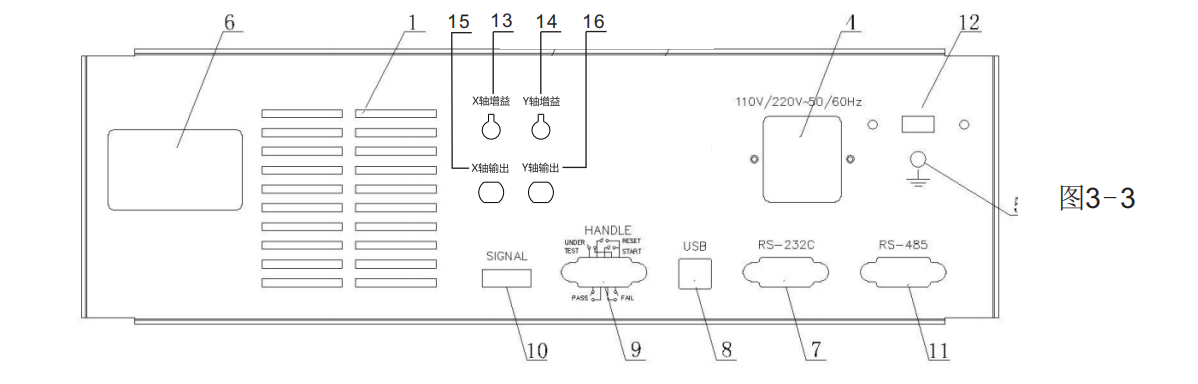 6
1
15
13
14
16
4
12
X轴增益
Y轴增益
110V/220V~50/60Hz
X轴输出
Y轴输出
5
图3-3
HANDLE
UNDER
TEST
RESET
START
SIGNAL
USB
RS-232C
RS-485
PASS
FAIL
10
9
8
7
11